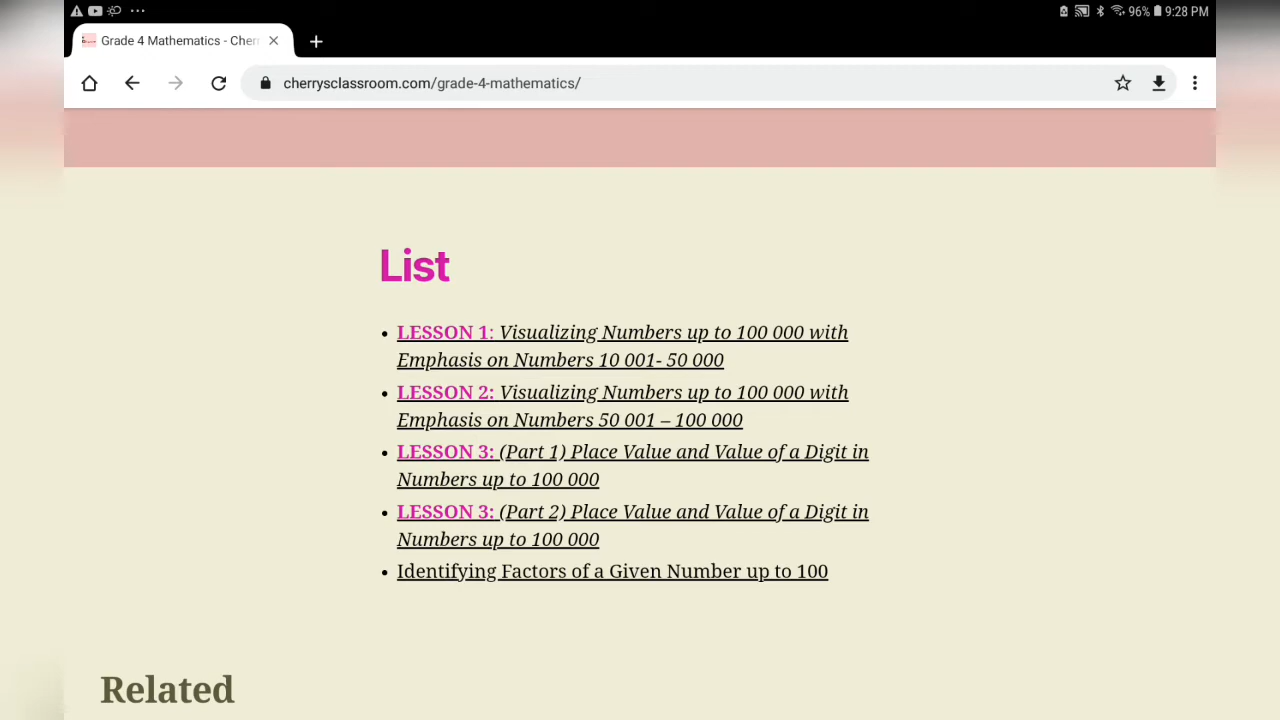 96% 9:28 PM
Grade 4 Mathematics - Cher
cherrysclassroom.com/grade-4-mathematics/
List
• LESSON 1: Visualizing Numbers up to 100 000 with
Emphasis on Numbers 10 001- 50 000
• LESSON 2: Visualizing Numbers up to 100 000 with
Emphasis on Numbers 50 001 – 100 000
• LESSON 3: (Part 1) Place Value and Value of a Digit in
Numbers up to 100 000
• LESSON 3: (Part 2) Place Value and Value of a Digit in
Numbers up to 100 000
• Identifying Factors of a Given Number up to 100
Related